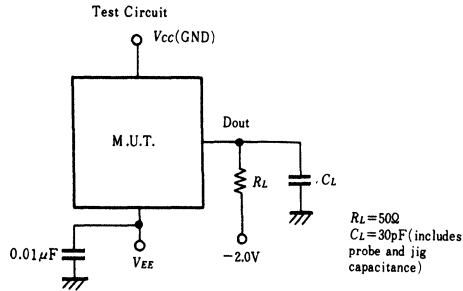 Test Circuit
Vcc(GND)
M.U.T.
Dout
RL
CL
0.01μF
VEE
−2.0V
RL=50Ω
CL=30pF(includes
probe and jig
capacitance)